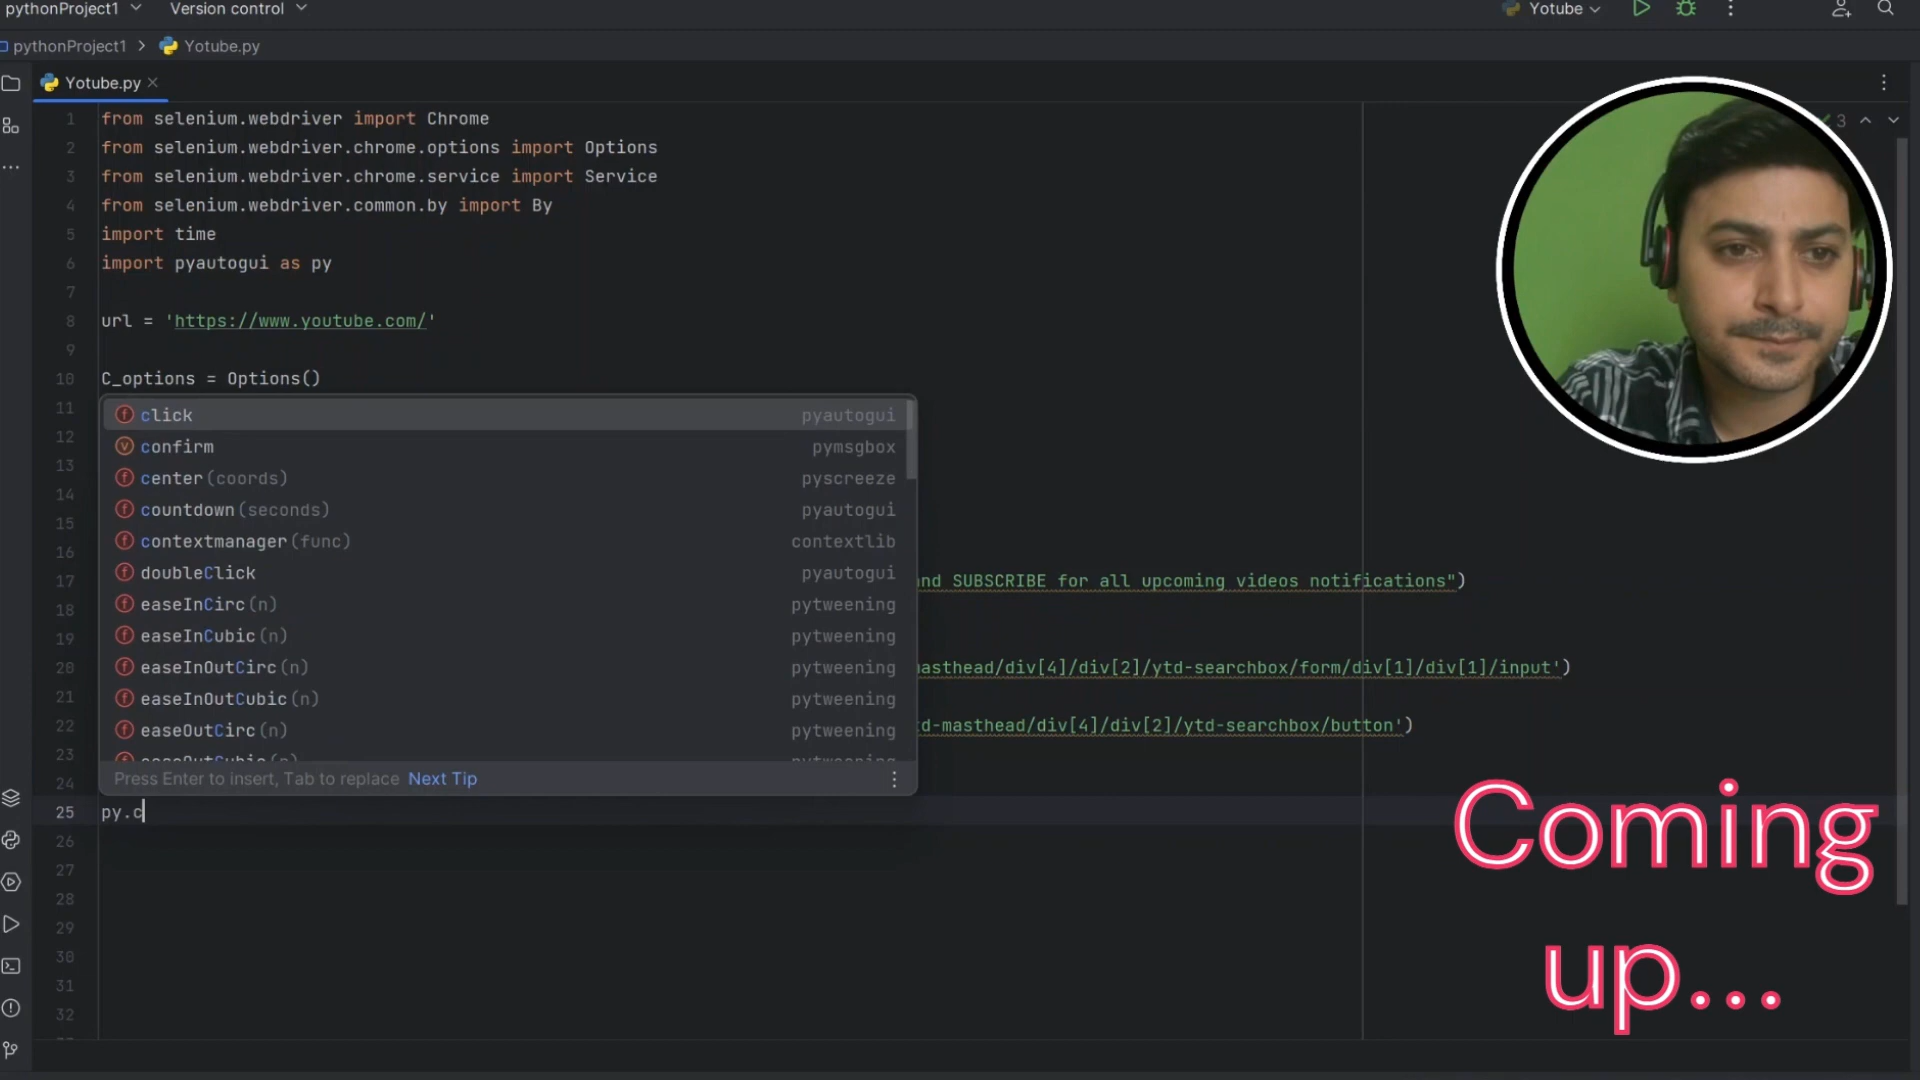 pythonProject1 Version control Yotube
pythonProject1 Yotube.py
Yotube.py
3
1 from selenium.webdriver import Chrome
2 from selenium.webdriver.chrome.options import Options
3 from selenium.webdriver.chrome.service import Service
4 from selenium.webdriver.common.by import By
5 import time
6 import pyautogui as py
7
8 url = 'https://www.youtube.com/'
9
10 C_options = Options()
11 click pyautogui
12 confirm pymsgbox
13 center(coords) pyscreeze
14 countdown(seconds) pyautogui
15
16 contextmanager(func) contextlib
17 doubleClick pyautogui and SUBSCRIBE for all upcoming videos notifications")
18 easeInCirc(n) pytweening
19 easeInCubic(n) pytweening
20 easeInOutCirc(n) pytweening masthead/div[4]/div[2]/ytd-searchbox/form/div[1]/div[1]/input')
21 easeInOutCubic(n) pytweening
22 easeOutCirc(n) pytweening td-masthead/div[4]/div[2]/ytd-searchbox/button')
23 easeOutCubic(n) pytweening
24 Press Enter to insert, Tab to replace Next Tip
25 py.c
26
27
28
29
30
31
32
Coming
up...